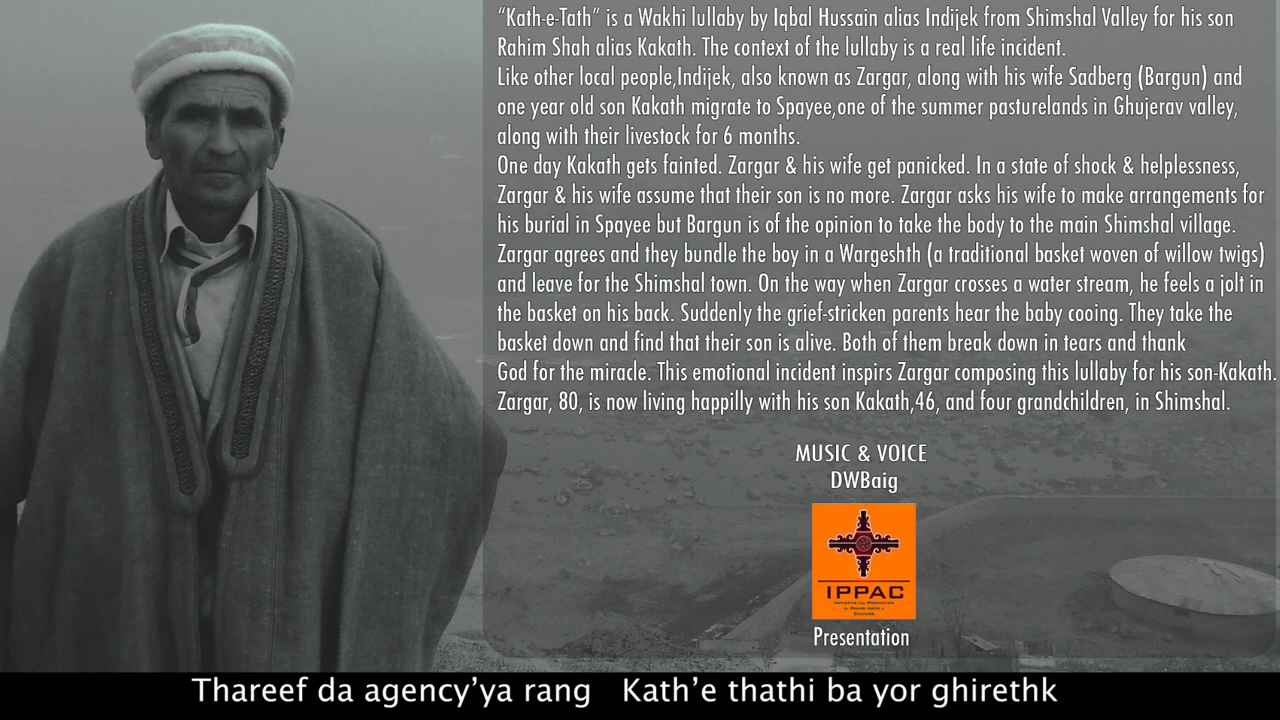 “Kath-e-Tath” is a Wakhi lullaby by Iqbal Hussain alias Indijek from Shimshal Valley for his son
Rahim Shah alias Kakath. The context of the lullaby is a real life incident.
Like other local people,Indijek, also known as Zargar, along with his wife Sadberg (Bargun) and
one year old son Kakath migrate to Spayee,one of the summer pasturelands in Ghujerav valley,
along with their livestock for 6 months.
One day Kakath gets fainted. Zargar & his wife get panicked. In a state of shock & helplessness,
Zargar & his wife assume that their son is no more. Zargar asks his wife to make arrangements for
his burial in Spayee but Bargun is of the opinion to take the body to the main Shimshal village.
Zargar agrees and they bundle the boy in a Wargeshth (a traditional basket woven of willow twigs)
and leave for the Shimshal town. On the way when Zargar crosses a water stream, he feels a jolt in
the basket on his back. Suddenly the grief-stricken parents hear the baby cooing. They take the
basket down and find that their son is alive. Both of them break down in tears and thank
God for the miracle. This emotional incident inspirs Zargar composing this lullaby for his son-Kakath.
Zargar, 80, is now living happilly with his son Kakath,46, and four grandchildren, in Shimshal.
MUSIC & VOICE
DWBaig
IPPAC
Initiative for Promotion
of Pamiri Arts &
Culture
Presentation
Thareef da agency’ya rang Kath’e thathi ba yor ghirethk